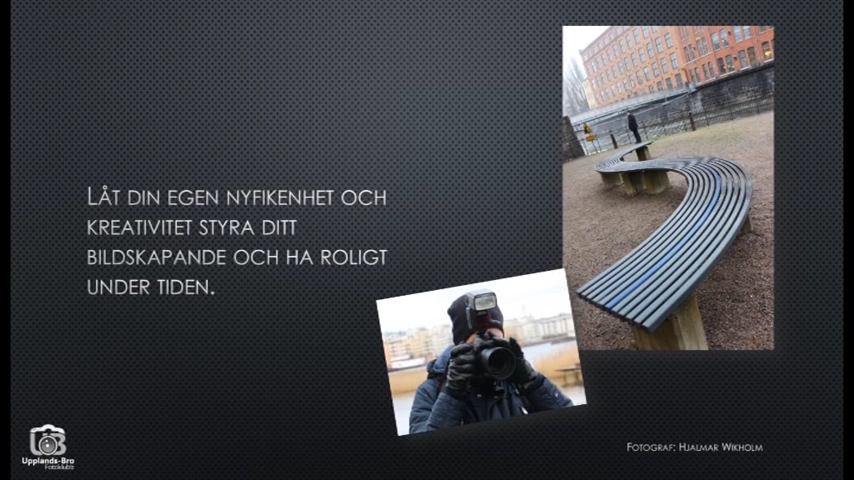 Låt din egen nyfikenhet och
kreativitet styra ditt
bildskapande och ha roligt
under tiden.
Fotograf: Hjalmar Wikholm
UB
Upplands-Bro
Fotoklubb